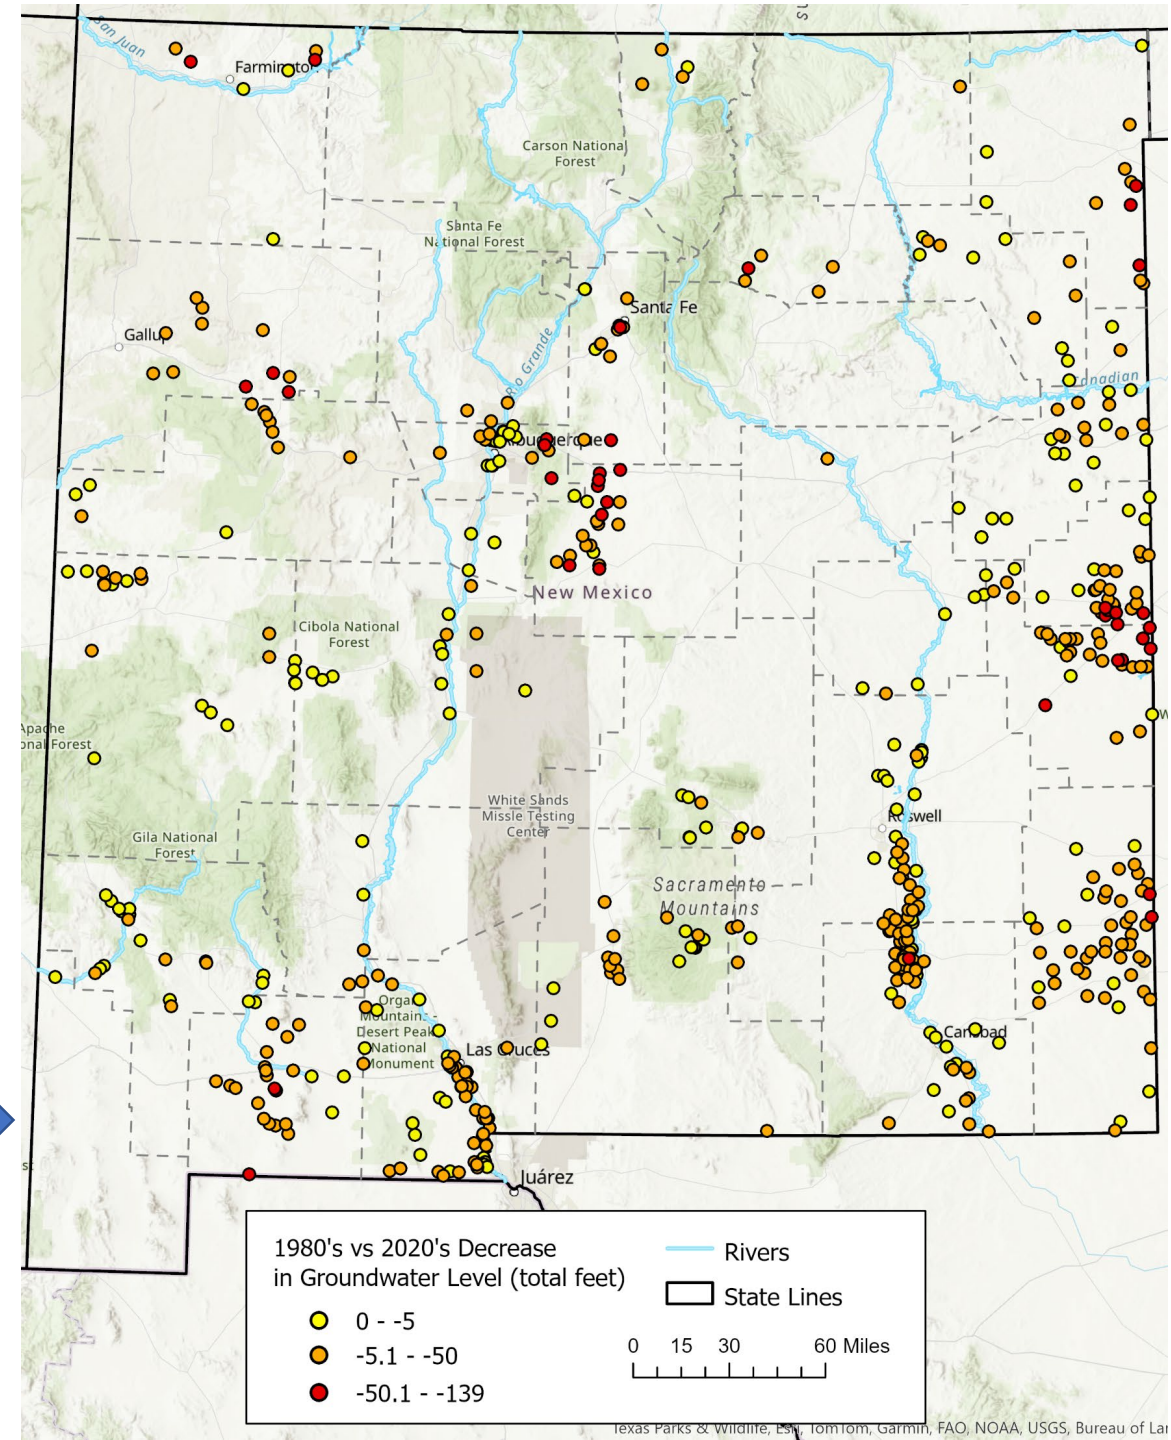 San Juan
Farmington
Carson National
Forest
Santa Fe
National Forest
Santa Fe
Gallup
Rio Grande
Canadian
Albuquerque
New Mexico
Cibola National
Forest
Apache
onal Forest
White Sands
Missle Testing
Center
Roswell
Gila National
Forest
Sacramento
Mountains
Organ
Mountains -
Desert Peak
National
Monument
Las Cruces
Carlsbad
Juárez
1980's vs 2020's Decrease
in Groundwater Level (total feet)
0 - -5
-5.1 - -50
-50.1 - -139
Rivers
State Lines
0 15 30 60 Miles
Texas Parks & Wildlife, Esri, TomTom, Garmin, FAO, NOAA, USGS, Bureau of Lan